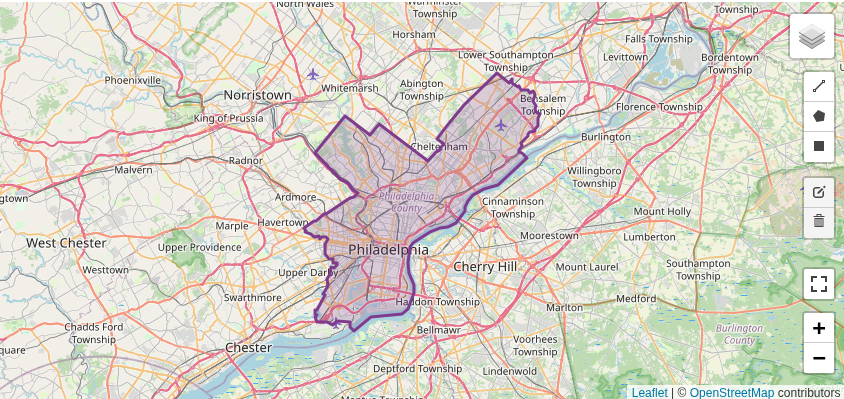 North Wales
Warminster
Township
Township
Horsham
Falls Township
Lower Southampton
Township
Levittown
Bordentown
Township
Phoenixville
Abington
Township
Whitemarsh
Norristown
Bensalem
Township
Florence Township
King of Prussia
Burlington
Cheltenham
Radnor
Malvern
Willingboro
Township
Ardmore
Philadelphia
County
gtown
Cinnaminson
Township
Mount Holly
Marple
Havertown
Moorestown
Lumberton
West Chester
Upper Providence
Philadelphia
Cherry Hill
Mount Laurel
Southampton
Township
Westtown
Upper Darby
Swarthmore
Haddon Township
Medford
Marlton
Chadds Ford
Township
Bellmawr
Burlington
County
+
Voorhees
Township
quare
Chester
−
Deptford Township
Lindenwold
Leaflet | © OpenStreetMap contributors